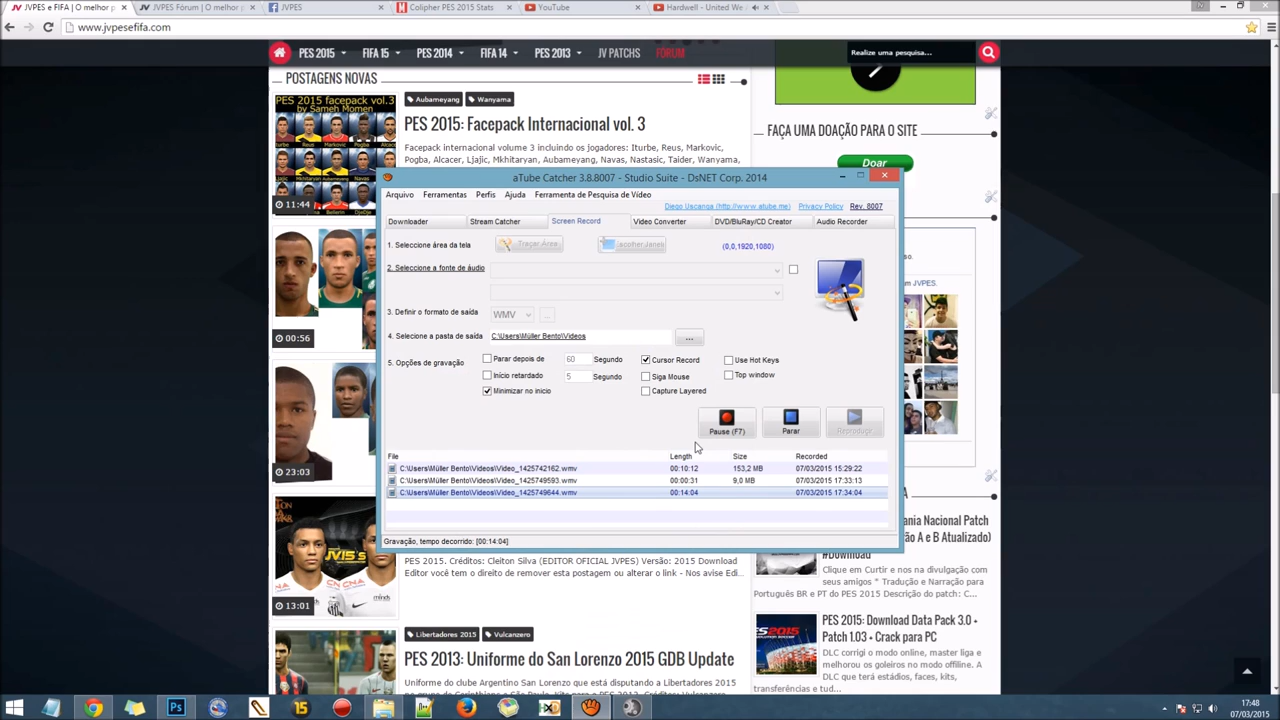 JVPES e FIFA | O melhor p
JVPES Fórum | O melhor p
JVPES
Colipher PES 2015 Stats
YouTube
Hardwell - United We A
www.jvpesefifa.com
PES 2015
FIFA 15
PES 2014
FIFA 14
PES 2013
JV PATCHS
FORUM
Realize uma pesquisa...
POSTAGENS NOVAS
PES 2015 facepack vol.3
by Sameh Momen
11:44
Aubameyang
Wanyama
PES 2015: Facepack Internacional vol. 3
Facepack internacional volume 3 incluindo os jogadores: Iturbe, Reus, Markovic,
Pogba, Alcacer, Ljajic, Mkhitaryan, Aubameyang, Navas, Nastasic, Taider, Wanyama,
FAÇA UMA DOAÇÃO PARA O SITE
Doar
aTube Catcher 3.8.8007 - Studio Suite - DsNET Corp. 2014
Arquivo
Ferramentas
Perfis
Ajuda
Ferramenta de Pesquisa de Vídeo
Diego Uscanga (http://www.atube.me)
Privacy Policy
Rev. 8007
Downloader
Stream Catcher
Screen Record
Video Converter
DVD/BluRay/CD Creator
Audio Recorder
1. Seleccione área da tela
Traçar Área
Escolher Janela
(0,0,1920,1080)
2. Seleccione a fonte de áudio
3. Definir o formato de saída
WMV
...
4. Selecione a pasta de saída
C:\Users\Müller Bento\Videos
...
5. Opções de gravação
Parar depois de
60
Segundo
Cursor Record
Use Hot Keys
Início retardado
5
Segundo
Siga Mouse
Top window
Minimizar no inicio
Capture Layered
Pause (F7)
Parar
Reproduzir
File
Length
Size
Recorded
C:\Users\Müller Bento\Videos\Video_1425742162.wmv
00:10:12
153,2 MB
07/03/2015 15:29:22
C:\Users\Müller Bento\Videos\Video_1425749593.wmv
00:00:31
9,0 MB
07/03/2015 17:33:13
C:\Users\Müller Bento\Videos\Video_1425749644.wmv
00:14:04
07/03/2015 17:34:04
Gravação, tempo decorrido: [00:14:04]
00:56
23:03
13:01
m JVPES.
PES 2015. Créditos: Cleiton Silva (EDITOR OFICIAL JVPES) Versão: 2015 Download
Editor você tem o direito de remover esta postagem ou alterar o link - Nos avise Edi...
Libertadores 2015
Vulcanzero
PES 2013: Uniforme do San Lorenzo 2015 GDB Update
Uniforme do clube Argentino San Lorenzo que está disputando a Libertadores 2015
ania Nacional Patch
ão A e B Atualizado)
#Download
Clique em Curtir e nos na divulgação com
seus amigos " Tradução e Narração para
Português BR e PT do PES 2015 Descrição do patch: C...
PES2015
PES 2015: Download Data Pack 3.0 +
Patch 1.03 + Crack para PC
DLC corrigi o modo online, master liga e
melhorou os goleiros no modo offline. A
DLC que terá estádios, faces, kits,
transferências e tud...
17:48
07/03/2015